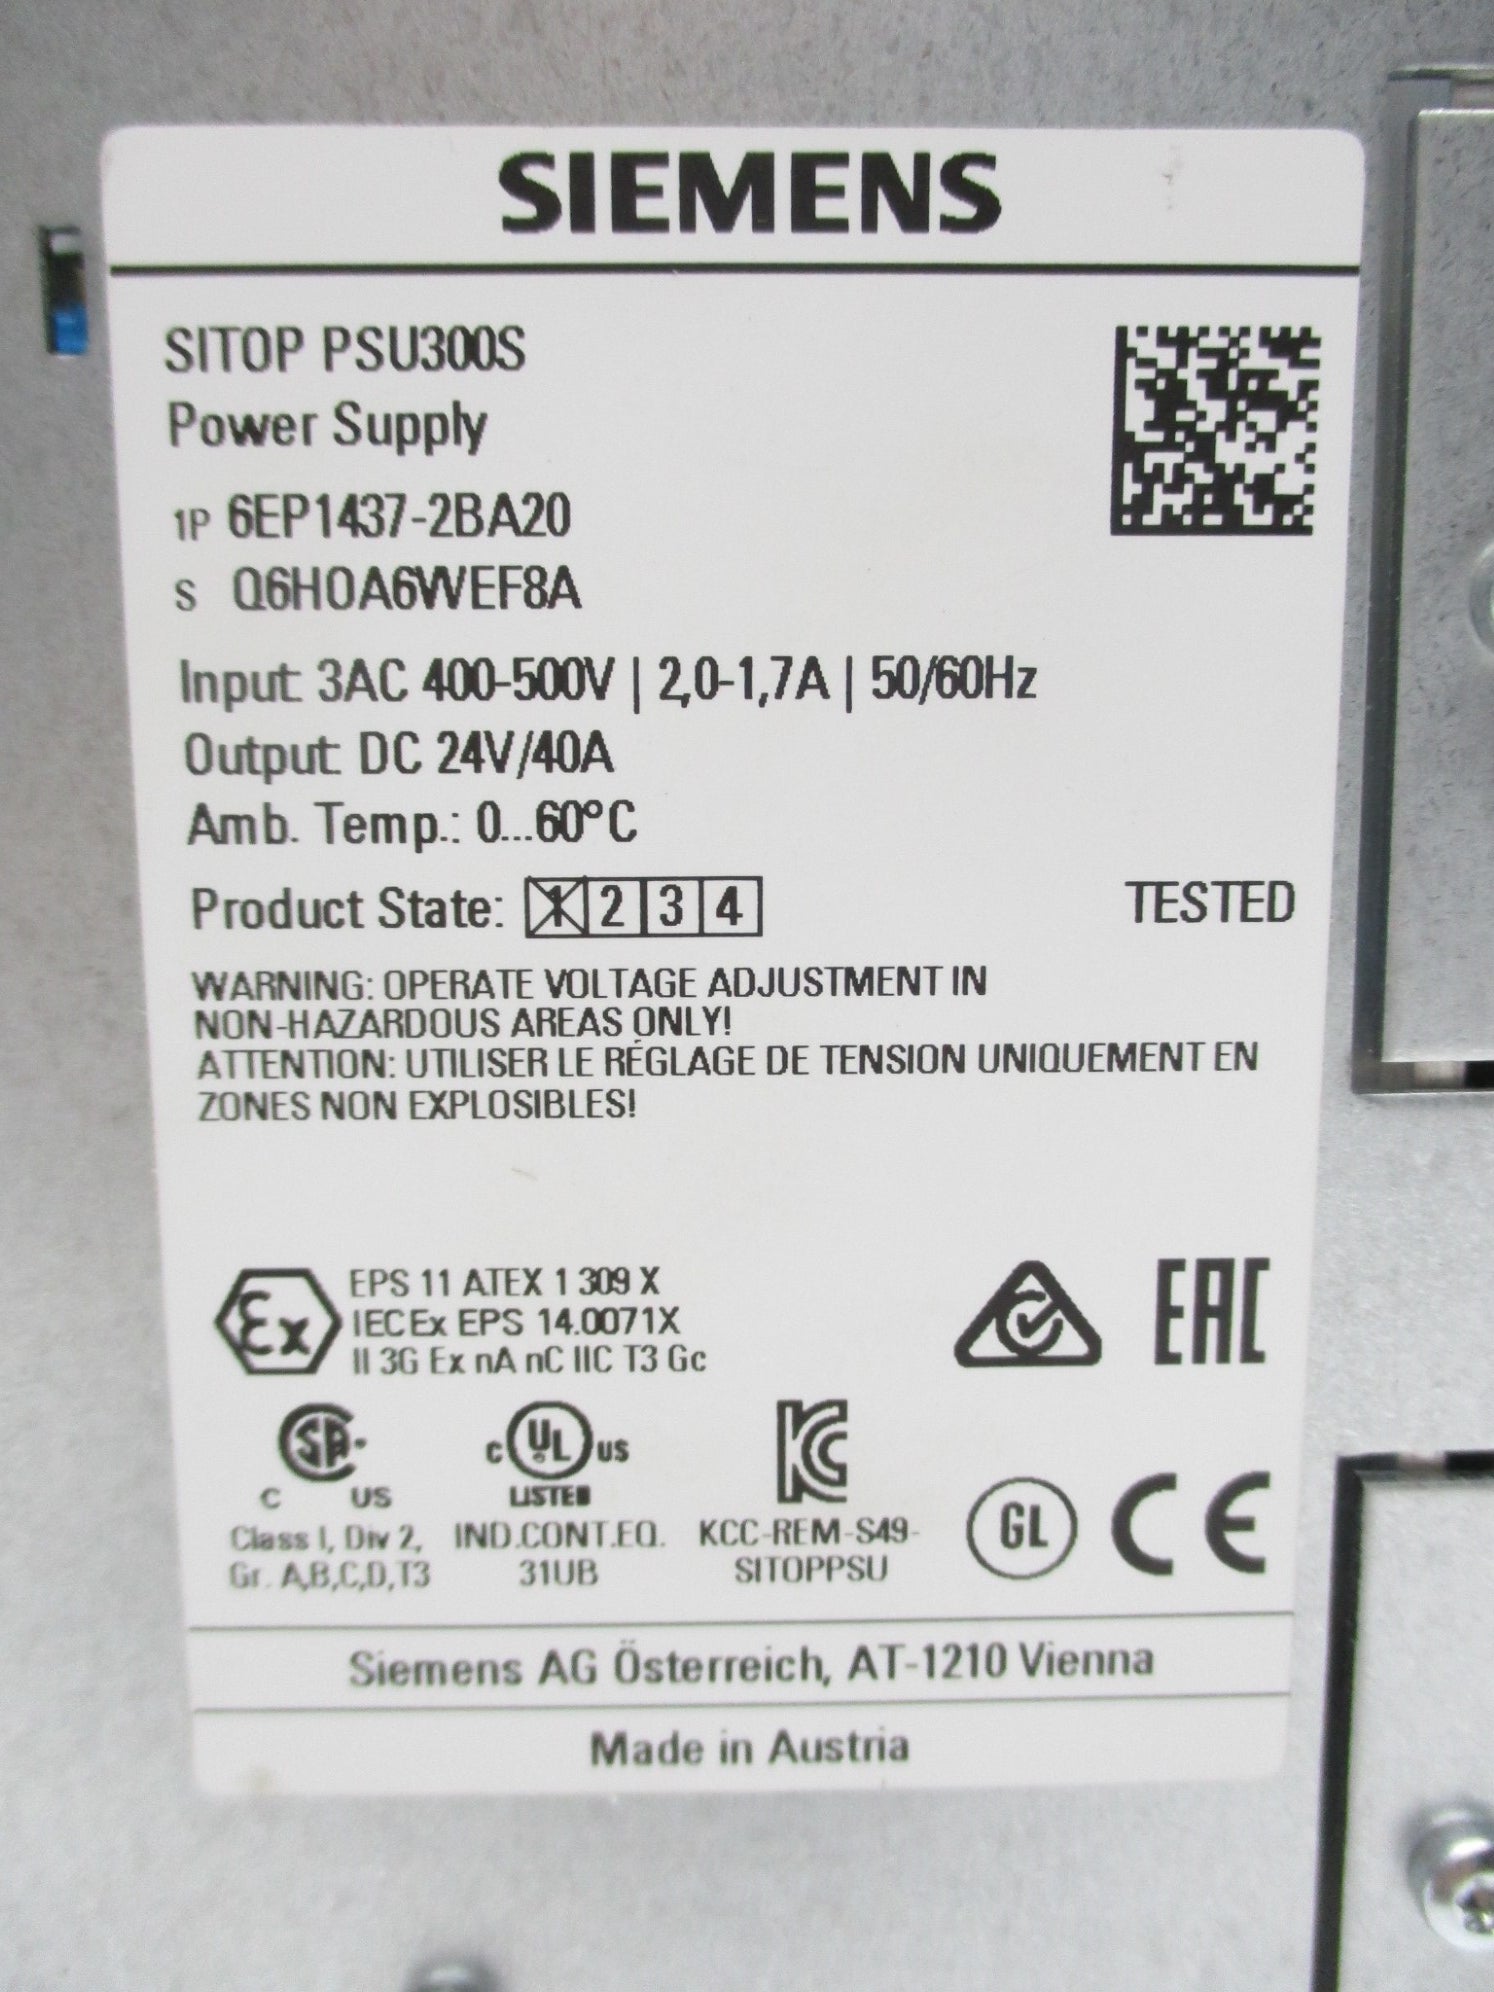 SIEMENS
SITOP PSU300S
Power Supply
1P 6EP1437-2BA20
S Q6H0A6WEF8A
Input: 3AC 400-500V | 2,0-1,7A | 50/60Hz
Output: DC 24V/40A
Amb. Temp.: 0...60°C
Product State: 1 2 3 4 TESTED
WARNING: OPERATE VOLTAGE ADJUSTMENT IN
NON-HAZARDOUS AREAS ONLY!
ATTENTION: UTILISER LE RÉGLAGE DE TENSION UNIQUEMENT EN
ZONES NON EXPLOSIBLES!
Ex EPS 11 ATEX 1 309 X
IECEx EPS 14.0071X
II 3G Ex nA nC IIC T3 Gc
EAC
SA C US
Class I, Div 2,
Gr. A,B,C,D,T3
c UL us
LISTED
IND.CONT.EQ.
31UB
KC
KCC-REM-S49-
SITOPPSU
GL CE
Siemens AG Österreich, AT-1210 Vienna
Made in Austria